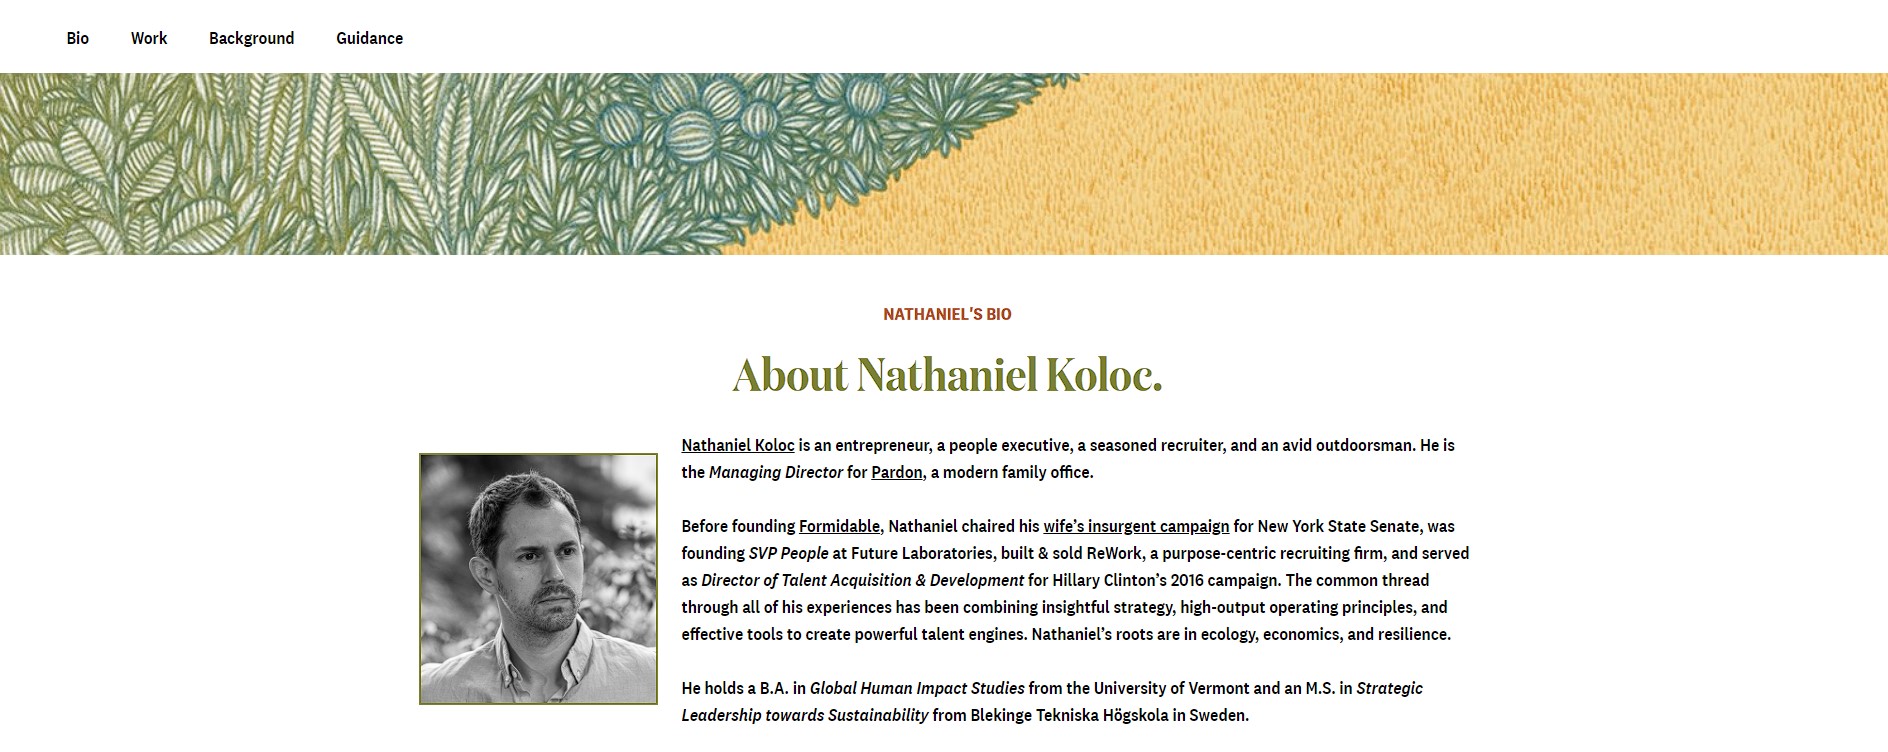 Bio Work Background Guidance
NATHANIEL'S BIO
About Nathaniel Koloc.
Nathaniel Koloc is an entrepreneur, a people executive, a seasoned recruiter, and an avid outdoorsman. He is
the Managing Director for Pardon, a modern family office.
Before founding Formidable, Nathaniel chaired his wife’s insurgent campaign for New York State Senate, was
founding SVP People at Future Laboratories, built & sold ReWork, a purpose-centric recruiting firm, and served
as Director of Talent Acquisition & Development for Hillary Clinton’s 2016 campaign. The common thread
through all of his experiences has been combining insightful strategy, high-output operating principles, and
effective tools to create powerful talent engines. Nathaniel’s roots are in ecology, economics, and resilience.
He holds a B.A. in Global Human Impact Studies from the University of Vermont and an M.S. in Strategic
Leadership towards Sustainability from Blekinge Tekniska Högskola in Sweden.